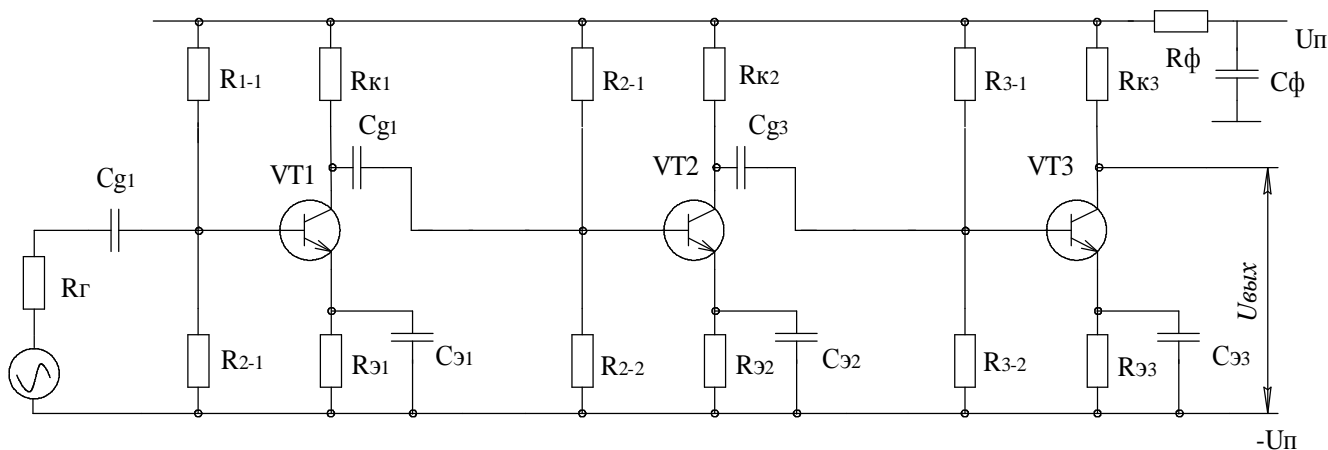 Uп
Rф
Cф
R1-1
Rк1
R2-1
Rк2
R3-1
Rк3
Cg1
Cg3
VT1
VT2
VT3
Cg1
Rг
Uвых
R2-1
Rэ1
Cэ1
R2-2
Rэ2
Cэ2
R3-2
Rэ3
Cэ3
-Uп